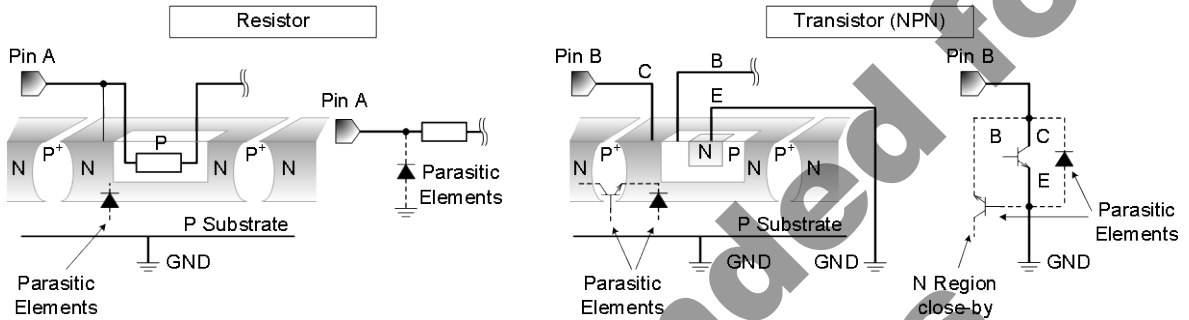 Resistor
Pin A
N
P+
N
P
N
P+
N
P Substrate
GND
Parasitic
Elements
Pin A
Parasitic
Elements
Transistor (NPN)
Pin B
C
B
E
N
P+
N
N
P
P+
N
P Substrate
GND
GND
Parasitic
Elements
Pin B
B
C
E
Parasitic
Elements
GND
N Region
close-by